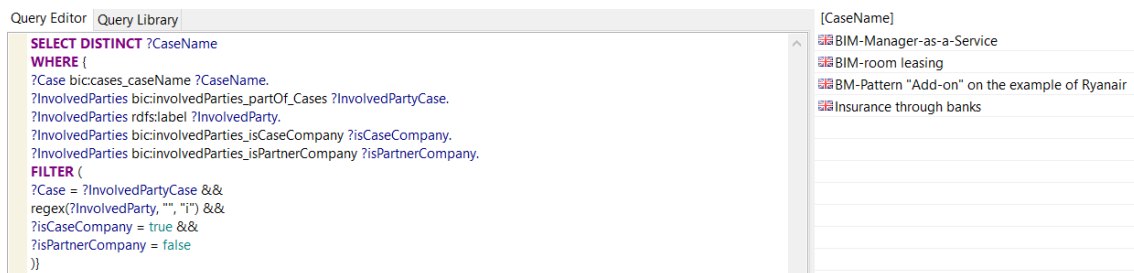 Query Editor Query Library
SELECT DISTINCT ?CaseName
WHERE {
?Case bic:cases_caseName ?CaseName.
?InvolvedParties bic:involvedParties_partOf_Cases ?InvolvedPartyCase.
?InvolvedParties rdfs:label ?InvolvedParty.
?InvolvedParties bic:involvedParties_isCaseCompany ?isCaseCompany.
?InvolvedParties bic:involvedParties_isPartnerCompany ?isPartnerCompany.
FILTER (
?Case = ?InvolvedPartyCase &&
regex(?InvolvedParty, "", "i") &&
?isCaseCompany = true &&
?isPartnerCompany = false
)}
[CaseName]
BIM-Manager-as-a-Service
BIM-room leasing
BM-Pattern "Add-on" on the example of Ryanair
Insurance through banks